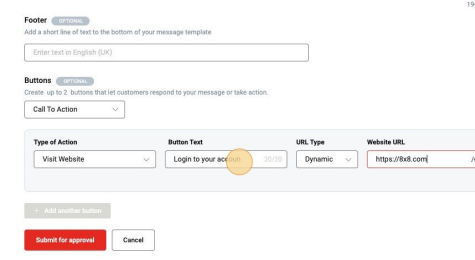 19
Footer OPTIONAL
Add a short line of text to the bottom of your message template
Enter text in English (UK)
Buttons OPTIONAL
Create up to 2 buttons that let customers respond to your message or take action.
Call To Action
Type of Action Button Text URL Type Website URL
Visit Website Login to your accoun 20/20 Dynamic https://8x8.com
+ Add another button
Submit for approval Cancel